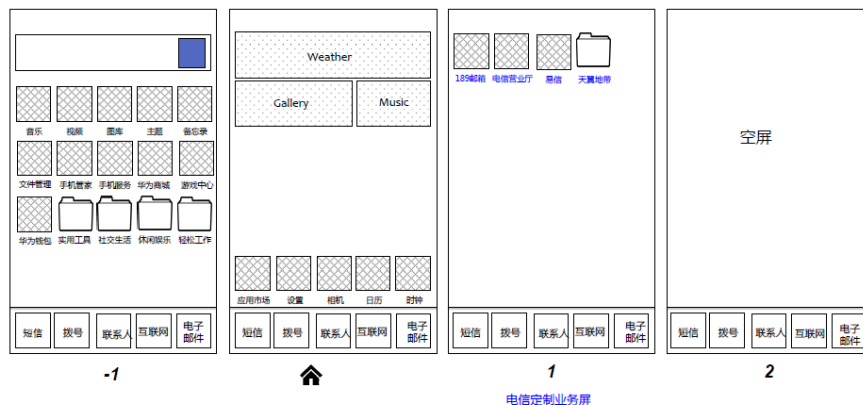 音乐 视频 图库 主题 备忘录
文件管理 手机管家 手机服务 华为商城 游戏中心
华为钱包 实用工具 社交生活 休闲娱乐 轻松工作
短信 拨号 联系人 互联网 电子邮件
-1
Weather
Gallery Music
应用市场 设置 相机 日历 时钟
短信 拨号 联系人 互联网 电子邮件
189邮箱 电信营业厅 易信 天翼地带
短信 拨号 联系人 互联网 电子邮件
1
电信定制业务屏
空屏
短信 拨号 联系人 互联网 电子邮件
2